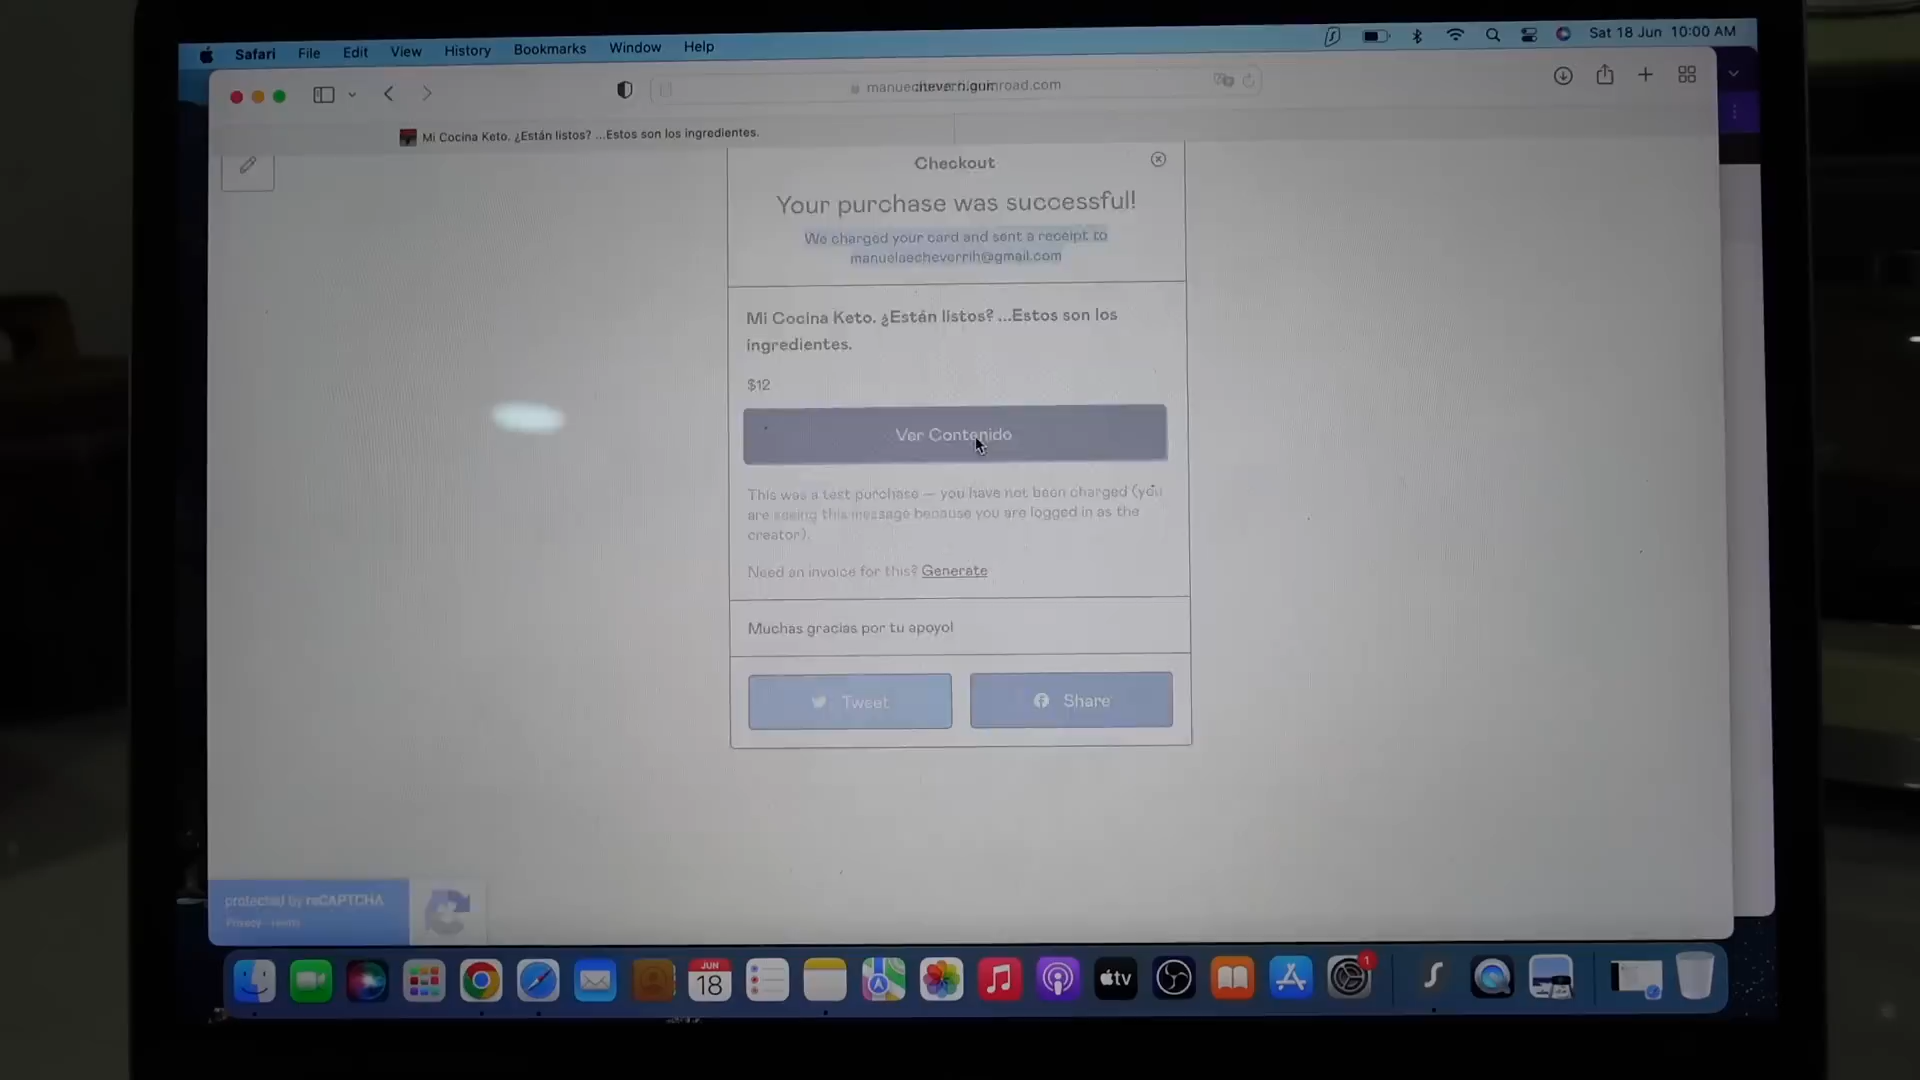 Safari File Edit View History Bookmarks Window Help
Sat 18 Jun 10:00 AM
Mi Cocina Keto. ¿Están listos? ...Estos son los ingredientes.
Checkout
Your purchase was successful!
We charged your card and sent a receipt to
manuelaecheverrih@gmail.com
Mi Cocina Keto. ¿Están listos? ...Estos son los
ingredientes.
$12
Ver Contenido
This was a test purchase — you have not been charged (you
are seeing this message because you are logged in as the
creator).
Need an invoice for this? Generate
Muchas gracias por tu apoyo!
Tweet
Share
protected by reCAPTCHA
Privacy - Terms
JUN
18
tv
1